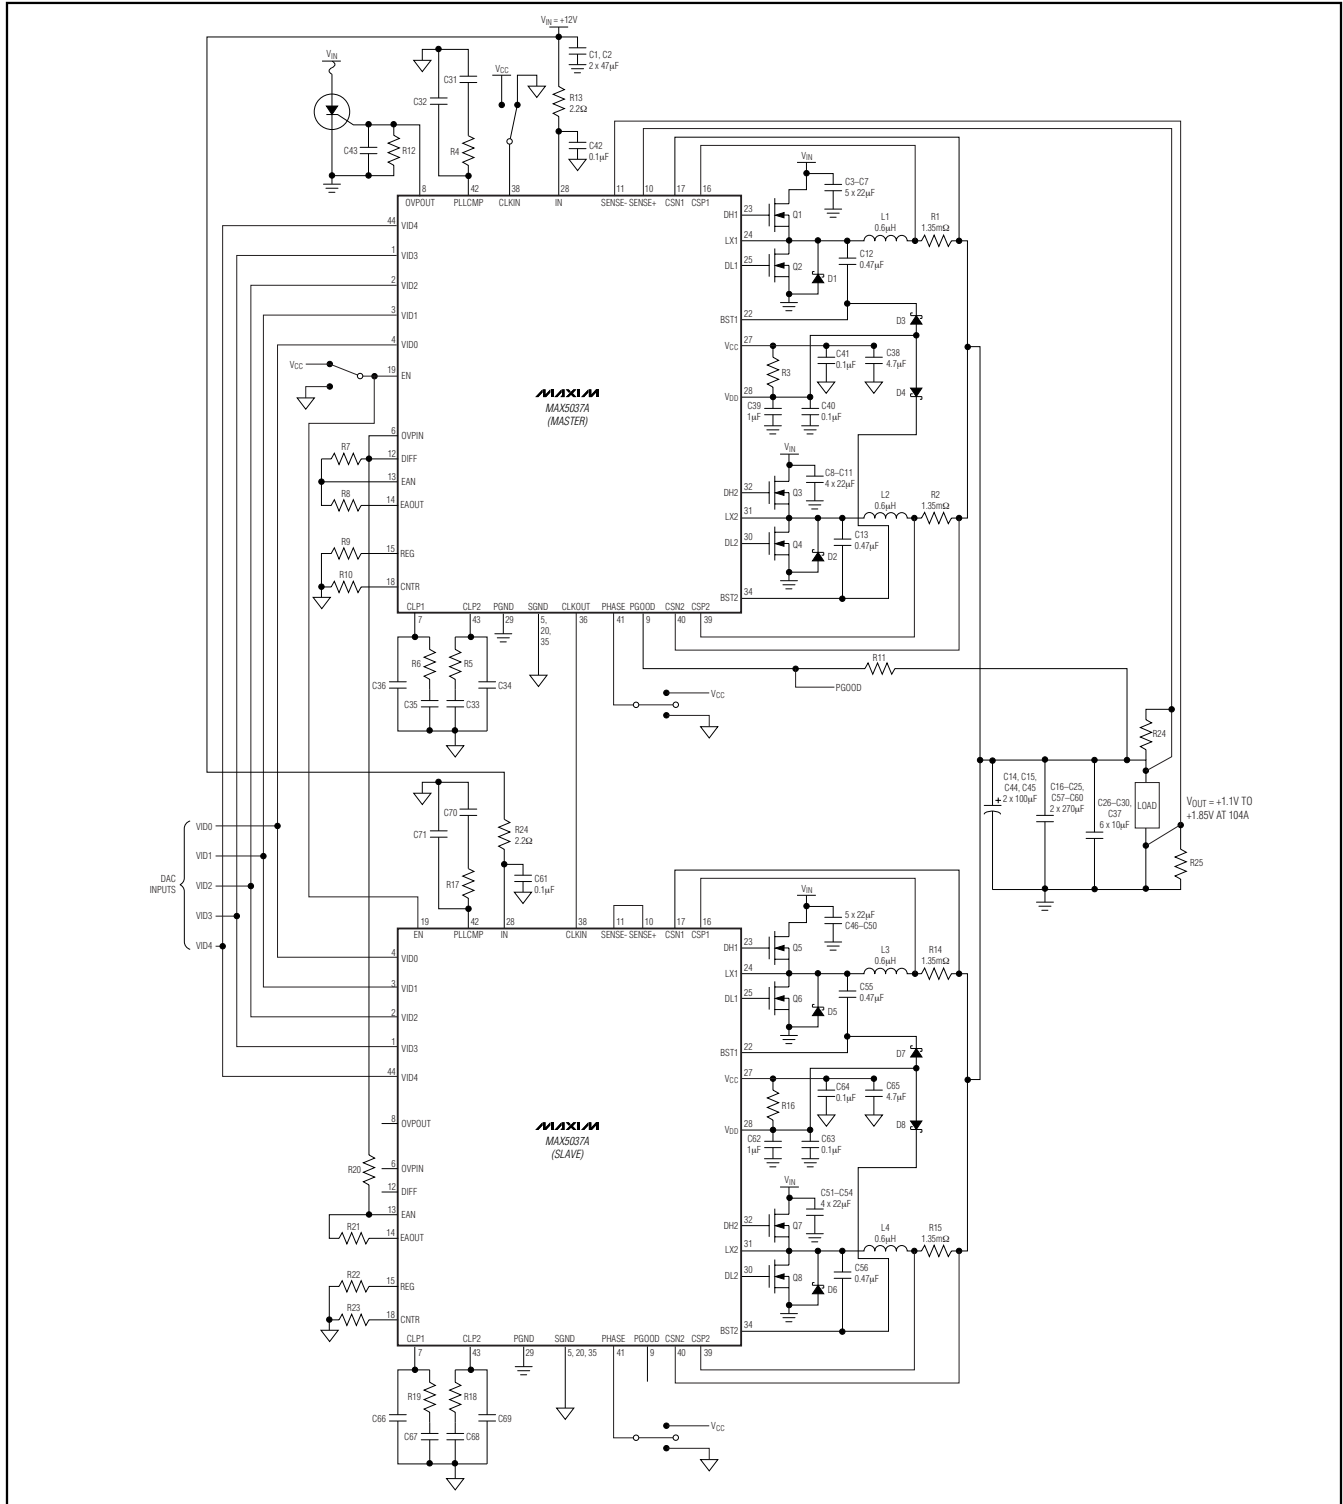 VIN = +12V
C1, C2
2 x 47µF
VIN
C31
C32
VCC
R13
2.2Ω
C43
R12
R4
C42
0.1µF
8
42
38
28
11
10
17
16
OVPOUT
PLLCMP
CLKIN
IN
SENSE-
SENSE+
CSN1
CSP1
VIN
C3–C7
5 x 22µF
44
VID4
1
VID3
2
VID2
3
VID1
4
VID0
VCC
19
EN
6
OVPIN
R7
12
DIFF
13
EAN
R8
14
EAOUT
R9
15
REG
R10
18
CNTR
MAXIM
MAX5037A
(MASTER)
DH1
23
Q1
LX1
24
L1
0.6µH
R1
1.35mΩ
C12
0.47µF
DL1
25
Q2
D1
BST1
22
D3
VCC
27
C41
0.1µF
C38
4.7µF
R3
D4
VDD
28
C39
1µF
C40
0.1µF
VIN
C8–C11
4 x 22µF
DH2
32
Q3
LX2
31
L2
0.6µH
R2
1.35mΩ
DL2
30
Q4
C13
0.47µF
D2
BST2
34
CLP1
CLP2
PGND
SGND
CLKOUT
PHASE
PGOOD
CSN2
CSP2
7
43
29
5,
20,
35
36
41
9
40
39
R6
R5
C36
C34
C35
C33
R11
PGOOD
VCC
R24
C14, C15,
C44, C45
2 x 100µF
+
C16–C25,
C57–C60
2 x 270µF
C26–C30,
C37
6 x 10µF
LOAD
VOUT = +1.1V TO
+1.85V AT 104A
R25
DAC
INPUTS
VID0
VID1
VID2
VID3
VID4
C70
C71
R17
R24
2.2Ω
C61
0.1µF
19
42
28
38
11
10
17
16
EN
PLLCMP
IN
CLKIN
SENSE-
SENSE+
CSN1
CSP1
VIN
5 x 22µF
C46–C50
4
VID0
3
VID1
2
VID2
1
VID3
44
VID4
8
OVPOUT
R20
6
OVPIN
12
DIFF
13
EAN
R21
14
EAOUT
R22
15
REG
R23
18
CNTR
MAXIM
MAX5037A
(SLAVE)
DH1
23
Q5
LX1
24
L3
0.6µH
R14
1.35mΩ
DL1
25
Q6
D5
C55
0.47µF
BST1
22
D7
VCC
27
C64
0.1µF
C65
4.7µF
R16
D8
VDD
28
C62
1µF
C63
0.1µF
VIN
C51–C54
4 x 22µF
DH2
32
Q7
LX2
31
L4
0.6µH
R15
1.35mΩ
DL2
30
Q8
D6
C56
0.47µF
BST2
34
CLP1
CLP2
PGND
SGND
PHASE
PGOOD
CSN2
CSP2
7
43
29
5, 20, 35
41
9
40
39
R19
R18
C66
C69
C67
C68
VCC